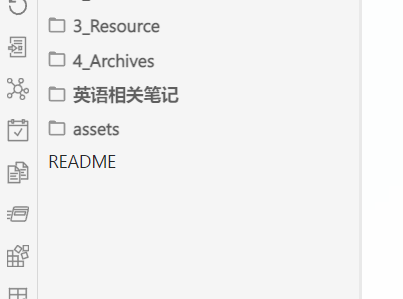 3_Resource
4_Archives
英语相关笔记
assets
README